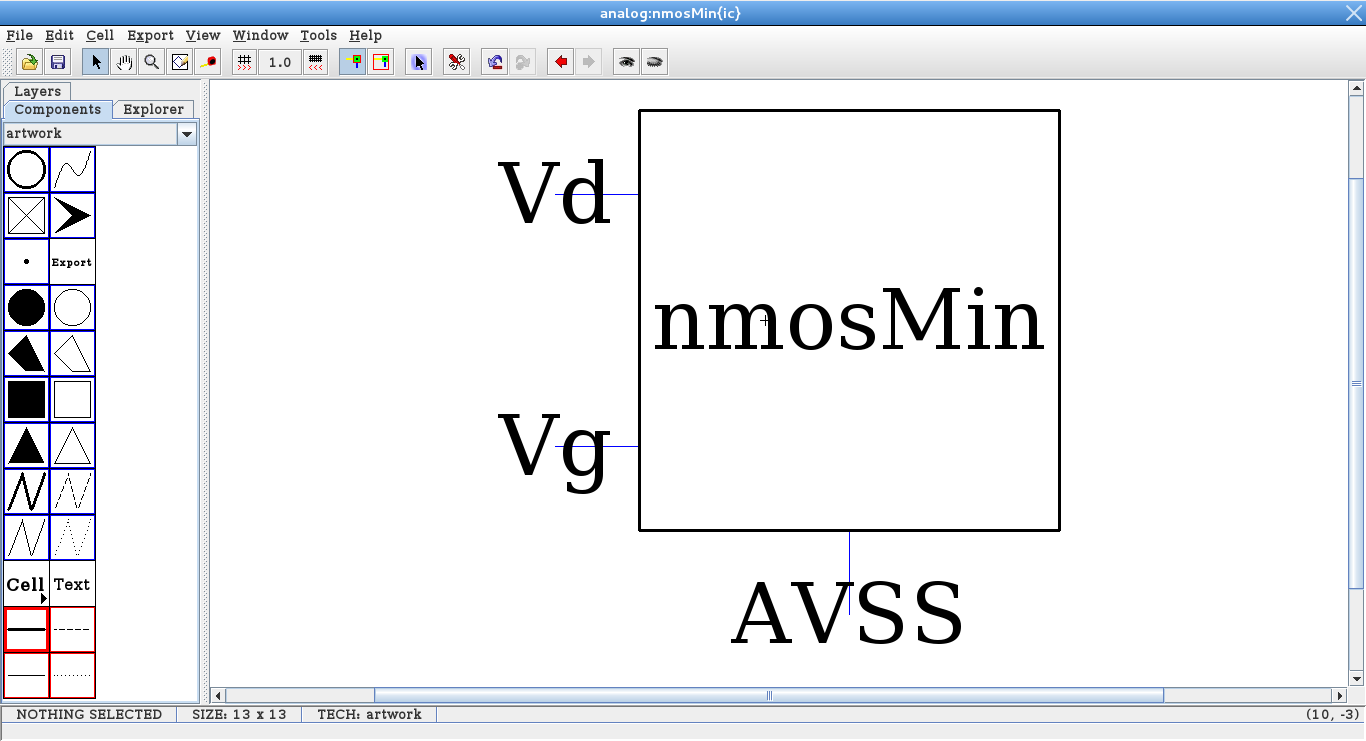 analog:nmosMin{ic}
File Edit Cell Export View Window Tools Help
1.0
Layers
Components Explorer
artwork
Export
Cell Text
Vd
nmosMin
Vg
AVSS
NOTHING SELECTED SIZE: 13 x 13 TECH: artwork (10, -3)